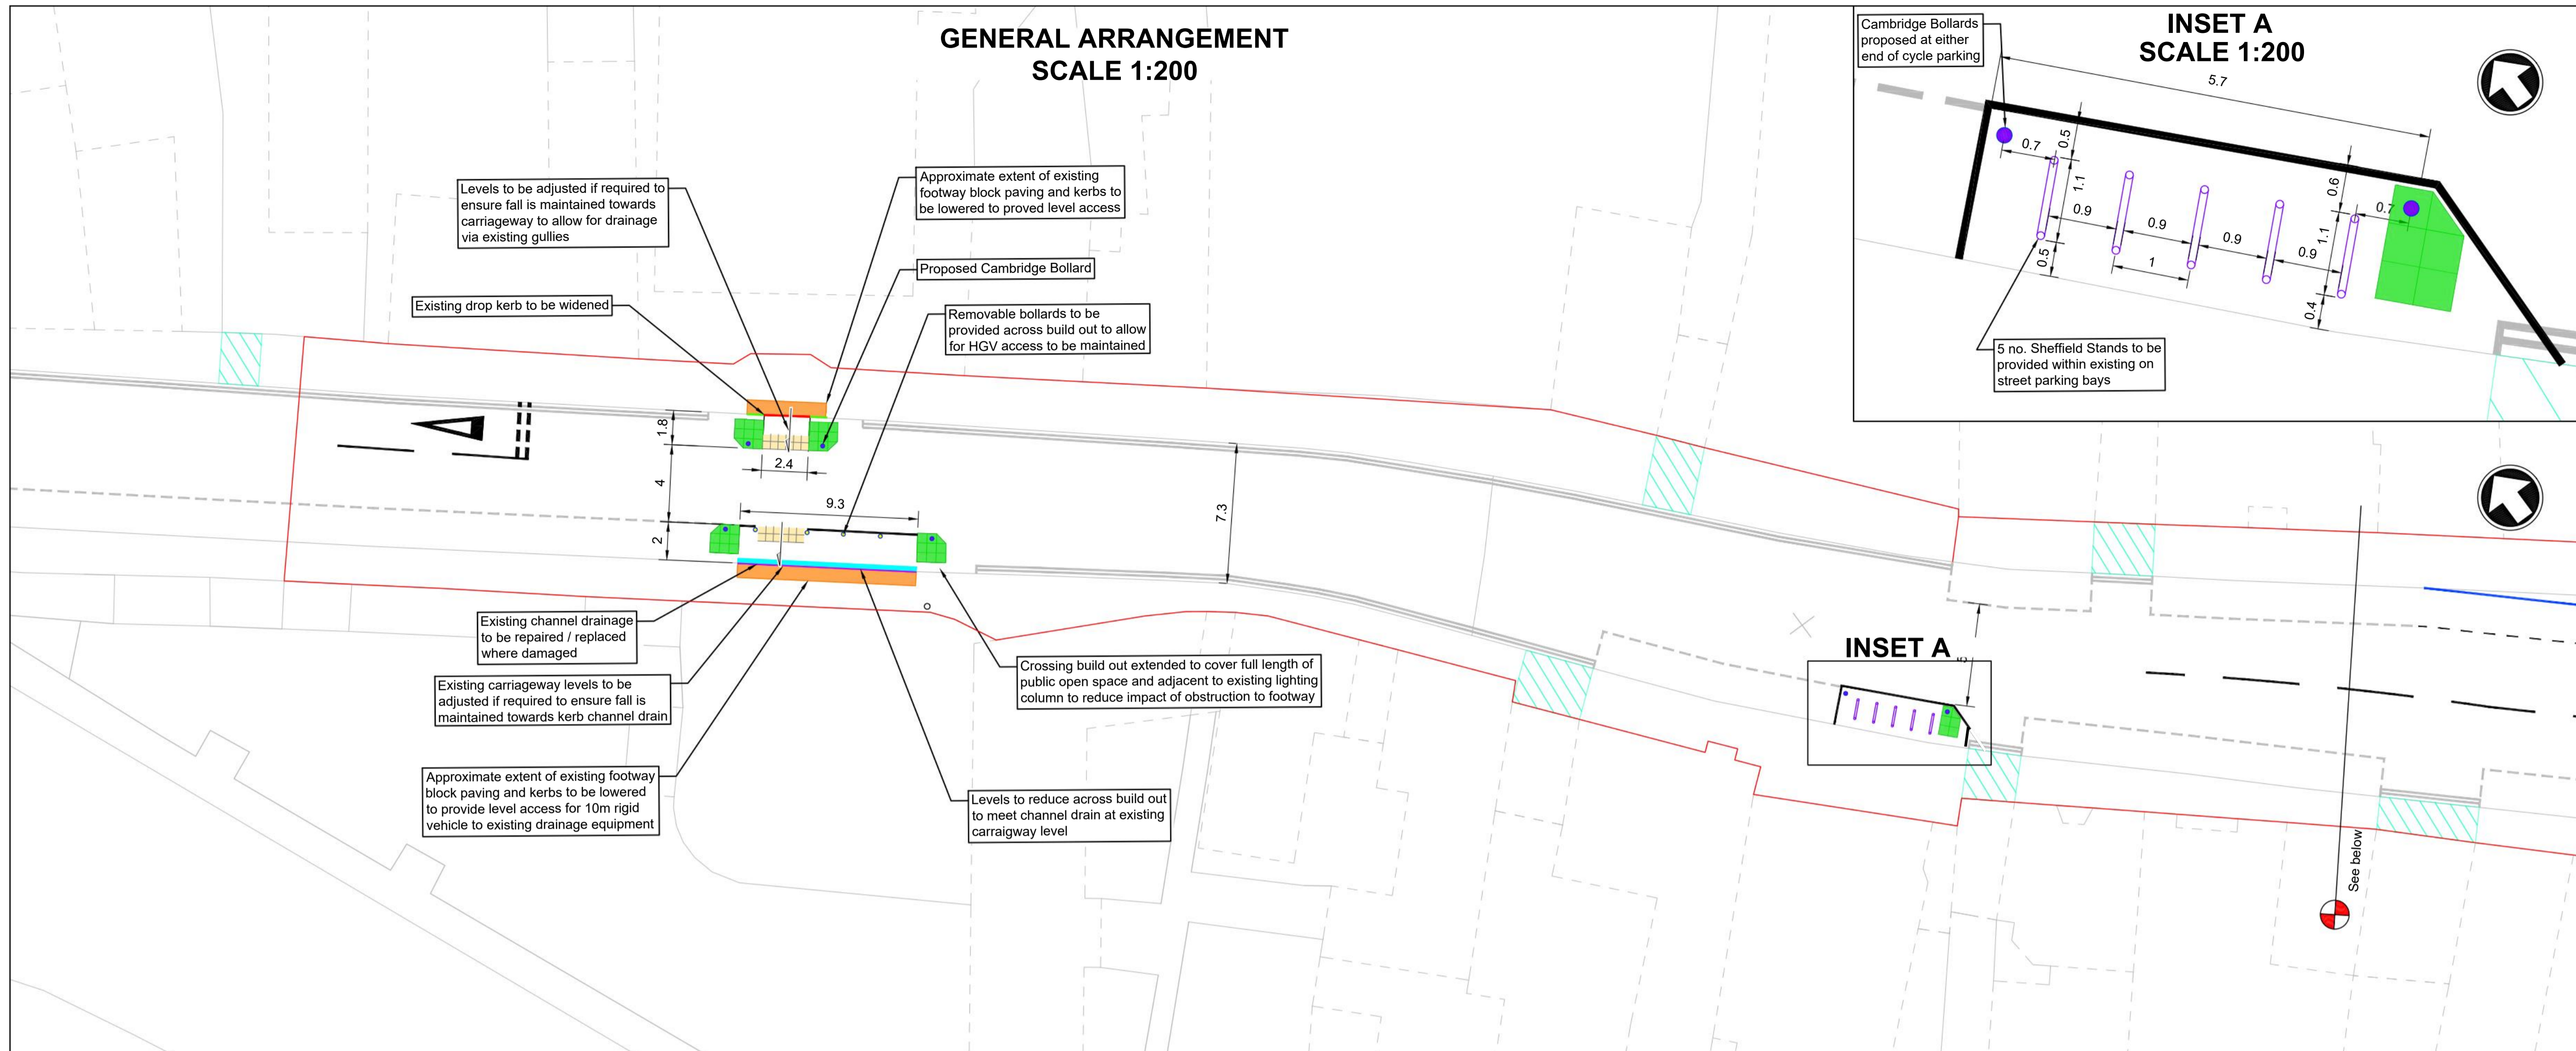 GENERAL ARRANGEMENT
SCALE 1:200
Levels to be adjusted if required to
ensure fall is maintained towards
carriageway to allow for drainage
via existing gullies
Approximate extent of existing
footway block paving and kerbs to
be lowered to proved level access
Proposed Cambridge Bollard
Existing drop kerb to be widened
Removable bollards to be
provided across build out to allow
for HGV access to be maintained
1.8
2.4
4
9.3
2
7.3
Existing channel drainage
to be repaired / replaced
where damaged
Existing carriageway levels to be
adjusted if required to ensure fall is
maintained towards kerb channel drain
Approximate extent of existing footway
block paving and kerbs to be lowered
to provide level access for 10m rigid
vehicle to existing drainage equipment
Crossing build out extended to cover full length of
public open space and adjacent to existing lighting
column to reduce impact of obstruction to footway
Levels to reduce across build out
to meet channel drain at existing
carraigway level
INSET A
5
See below
INSET A
SCALE 1:200
Cambridge Bollards
proposed at either
end of cycle parking
5.7
0.7
0.5
1.1
0.9
0.9
0.9
0.9
0.5
1
0.6
0.7
1.1
0.4
5 no. Sheffield Stands to be
provided within existing on
street parking bays